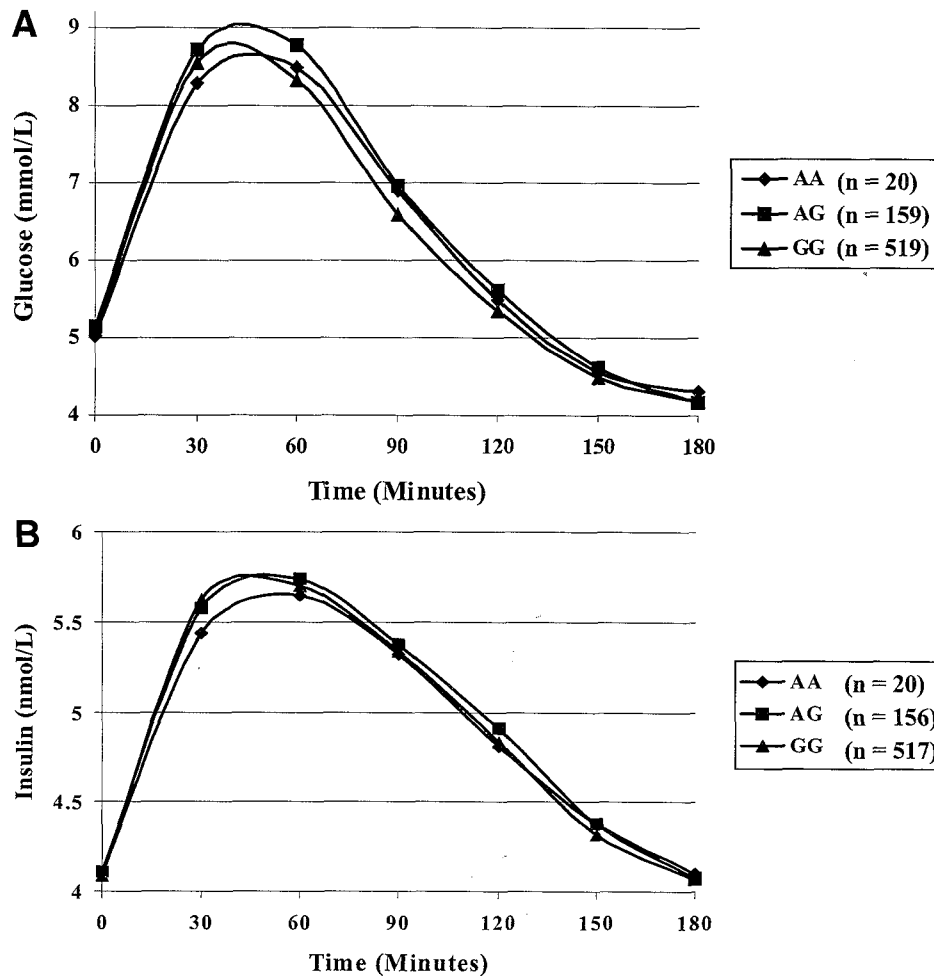 A
9
8
7
6
5
4
Glucose (mmol/L)
0 30 60 90 120 150 180
Time (Minutes)
AA (n = 20)
AG (n = 159)
GG (n = 519)
B
6
5.5
5
4.5
4
Insulin (nmol/L)
0 30 60 90 120 150 180
Time (Minutes)
AA (n = 20)
AG (n = 156)
GG (n = 517)